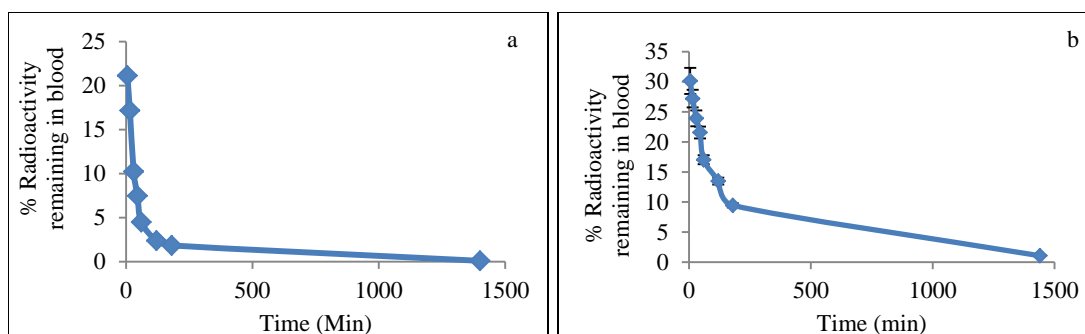 a
% Radioactivity
remaining in blood
25
20
15
10
5
0
0 500 1000 1500
Time (Min)
b
% Radioactivity
remaining in blood
35
30
25
20
15
10
5
0
0 500 1000 1500
Time (min)